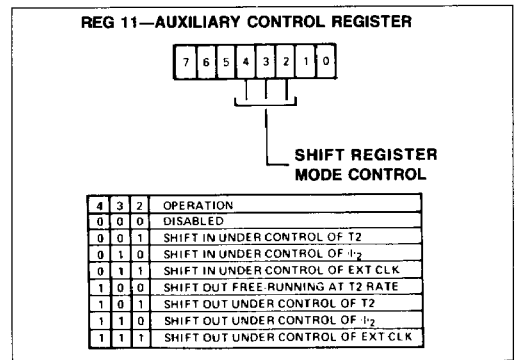 REG 11—AUXILIARY CONTROL REGISTER
7 6 5 4 3 2 1 0
SHIFT REGISTER
MODE CONTROL
4 3 2 OPERATION
0 0 0 DISABLED
0 0 1 SHIFT IN UNDER CONTROL OF T2
0 1 0 SHIFT IN UNDER CONTROL OF ϕ2
0 1 1 SHIFT IN UNDER CONTROL OF EXT CLK
1 0 0 SHIFT OUT FREE-RUNNING AT T2 RATE
1 0 1 SHIFT OUT UNDER CONTROL OF T2
1 1 0 SHIFT OUT UNDER CONTROL OF ϕ2
1 1 1 SHIFT OUT UNDER CONTROL OF EXT CLK